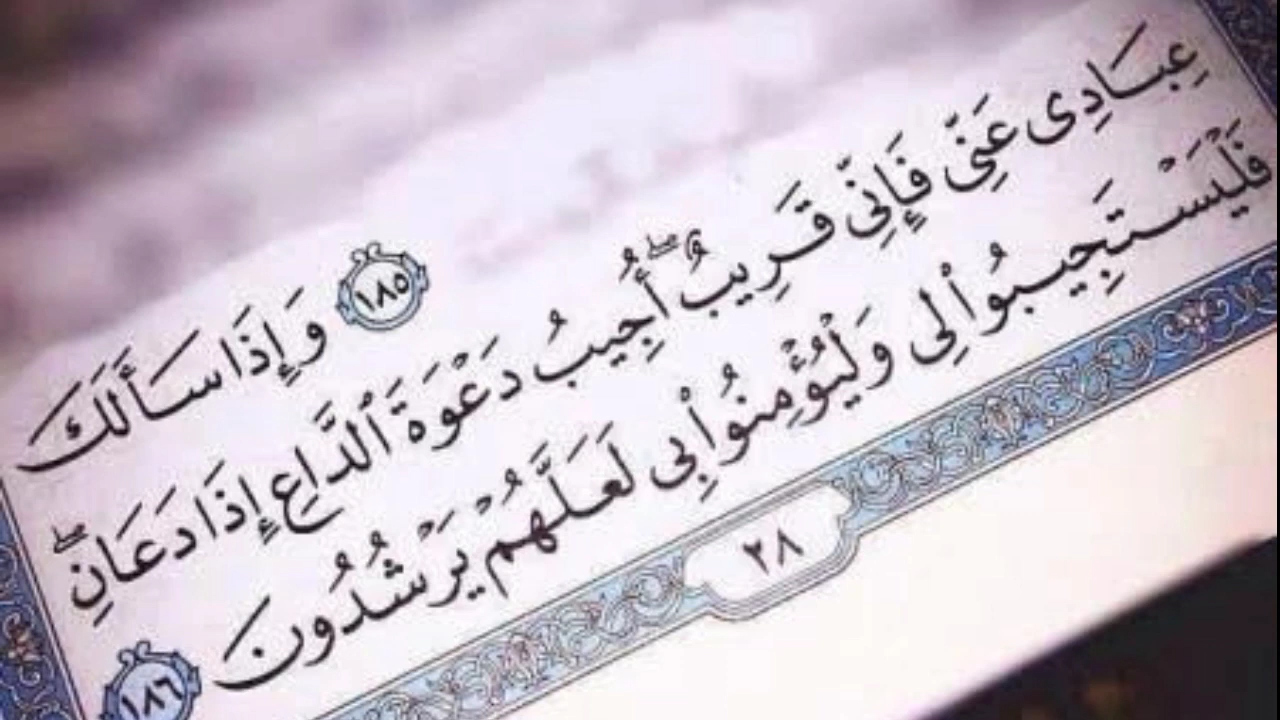 ١٨٥ وَإِذَا سَأَلَكَ
عِبَادِى عَنِّى فَإِنِّى قَرِيبٌ ۖ أُجِيبُ دَعْوَةَ ٱلدَّاعِ إِذَا دَعَانِ ۖ
فَلْيَسْتَجِيبُوا۟ لِى وَلْيُؤْمِنُوا۟ بِى لَعَلَّهُمْ يَرْشُدُونَ ١٨٦
٢٨